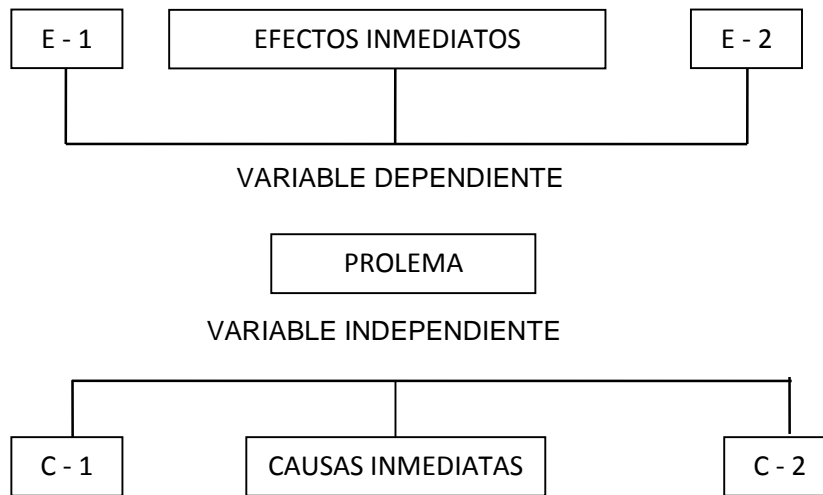 E - 1 EFECTOS INMEDIATOS E - 2
VARIABLE DEPENDIENTE
PROLEMA
VARIABLE INDEPENDIENTE
C - 1 CAUSAS INMEDIATAS C - 2